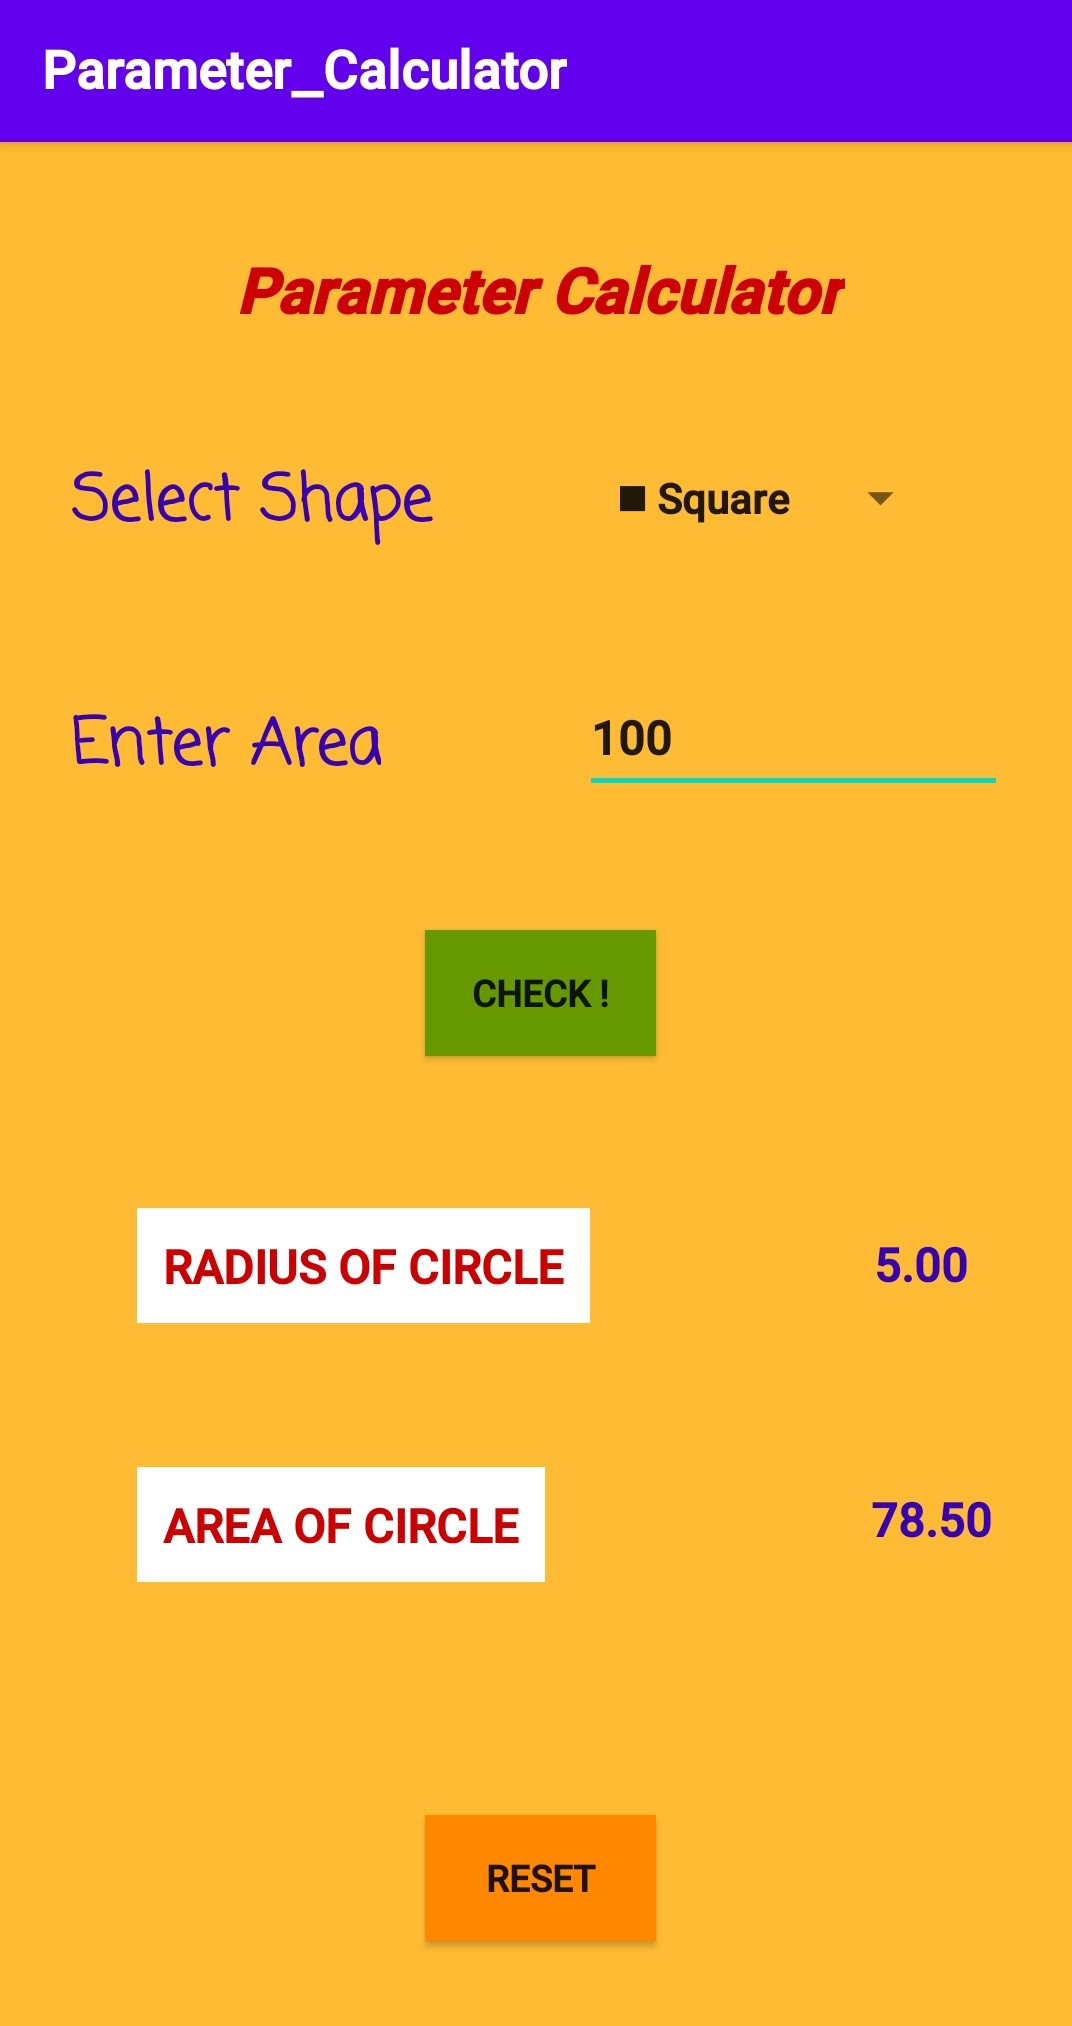 Parameter_Calculator
Parameter Calculator
Select Shape
■ Square
Enter Area
100
CHECK !
RADIUS OF CIRCLE
5.00
AREA OF CIRCLE
78.50
RESET